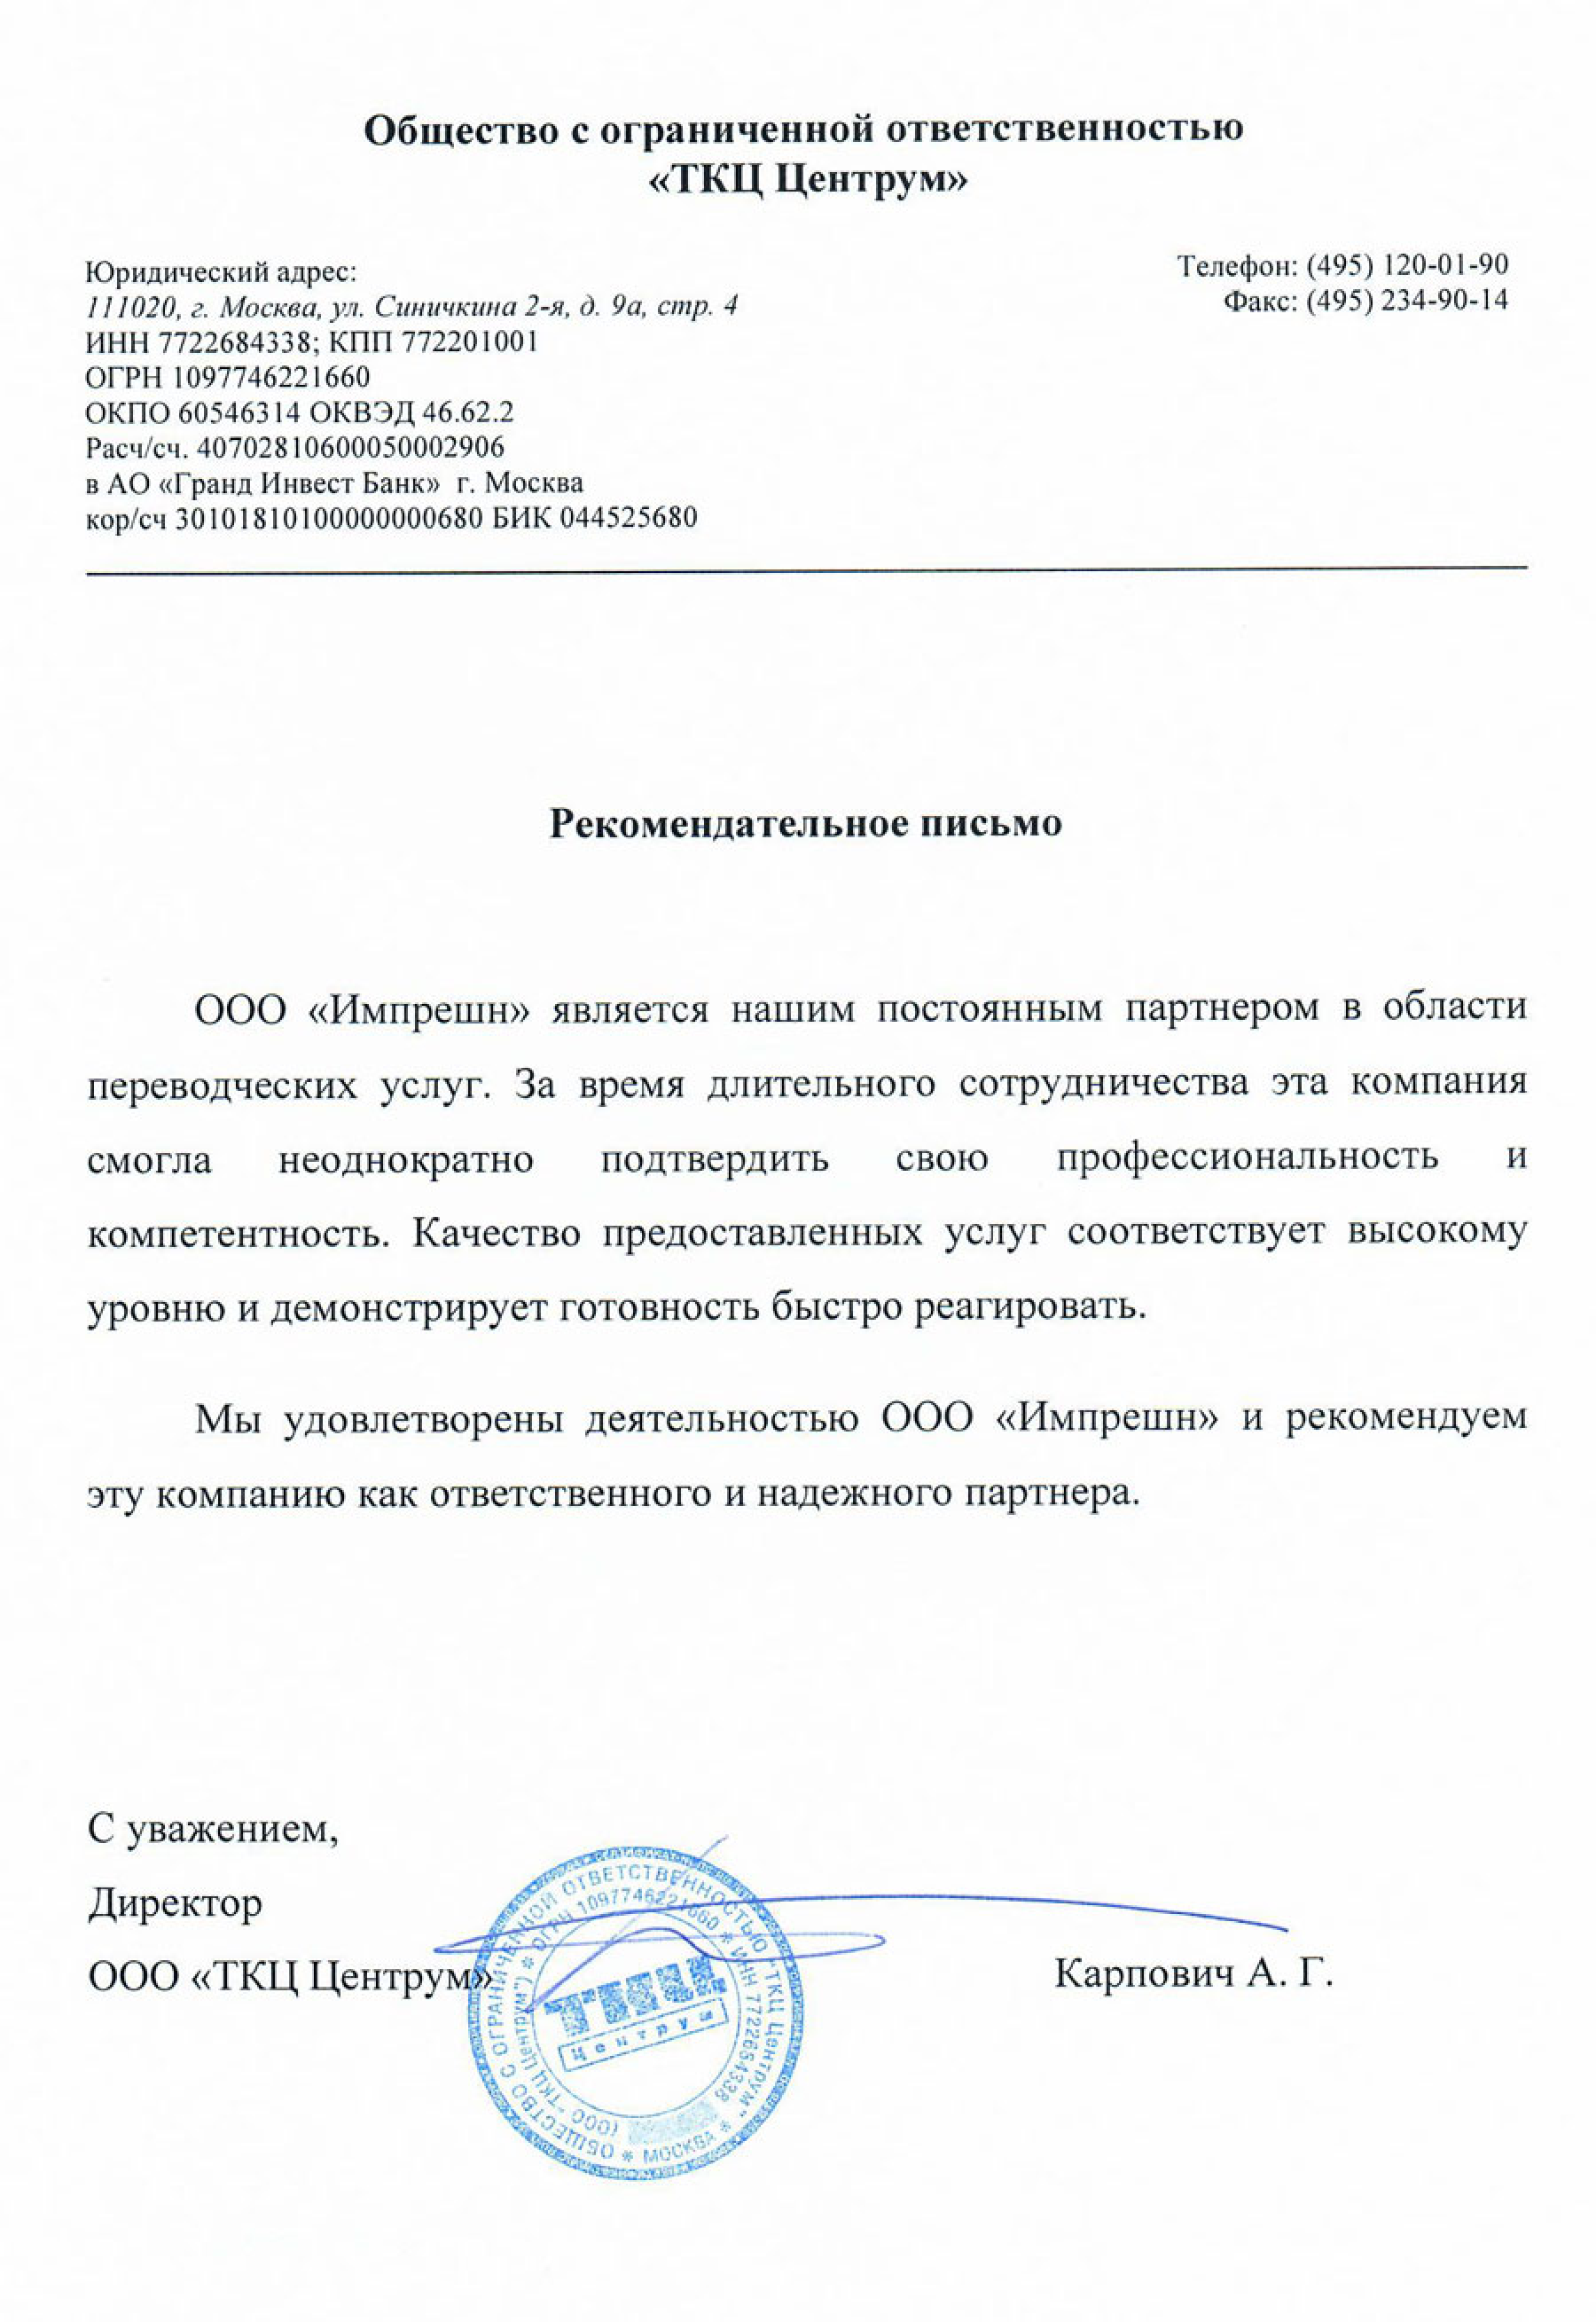 Общество с ограниченной ответственностью
«ТКЦ Центрум»
Юридический адрес:
111020, г. Москва, ул. Синичкина 2-я, д. 9а, стр. 4
ИНН 7722684338; КПП 772201001
ОГРН 1097746221660
ОКПО 60546314 ОКВЭД 46.62.2
Расч/сч. 40702810600050002906
в АО «Гранд Инвест Банк» г. Москва
кор/сч 30101810100000000680 БИК 044525680
Телефон: (495) 120-01-90
Факс: (495) 234-90-14
Рекомендательное письмо
ООО «Импрешн» является нашим постоянным партнером в области
переводческих услуг. За время длительного сотрудничества эта компания
смогла неоднократно подтвердить свою профессиональность и
компетентность. Качество предоставленных услуг соответствует высокому
уровню и демонстрирует готовность быстро реагировать.
Мы удовлетворены деятельностью ООО «Импрешн» и рекомендуем
эту компанию как ответственного и надежного партнера.
С уважением,
Директор
ООО «ТКЦ Центрум»
Карпович А. Г.
ОБЩЕСТВО С ОГРАНИЧЕННОЙ ОТВЕТСТВЕННОСТЬЮ "ТКЦ Центрум" * МОСКВА *
(ООО "ТКЦ Центрум") * ОГРН 1097746221660 * ИНН 7722684338
ТКЦ
Центрум